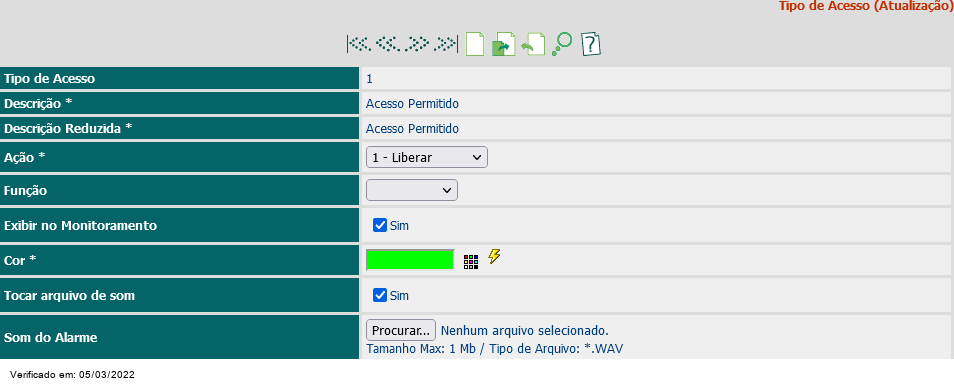 Tipo de Acesso (Atualização)
Tipo de Acesso 1
Descrição * Acesso Permitido
Descrição Reduzida * Acesso Permitido
Ação * 1 - Liberar
Função
Exibir no Monitoramento Sim
Cor *
Tocar arquivo de som Sim
Som do Alarme Procurar... Nenhum arquivo selecionado.
Tamanho Max: 1 Mb / Tipo de Arquivo: *.WAV
Verificado em: 05/03/2022